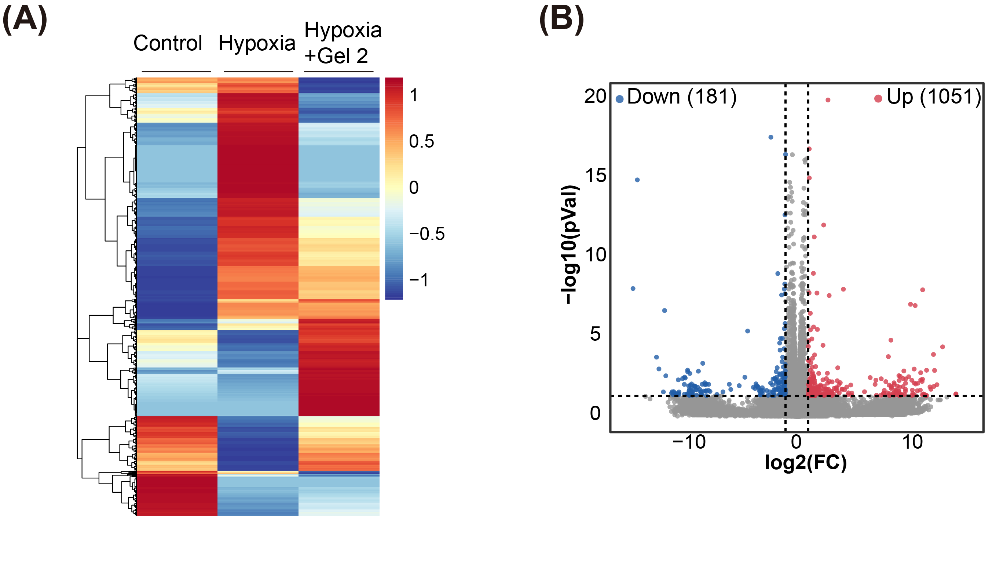 (A)
Control
Hypoxia
Hypoxia
+Gel 2
1
0.5
0
−0.5
−1
(B)
Down (181)
Up (1051)
20
15
10
5
0
−log10(pVal)
−10
0
10
log2(FC)